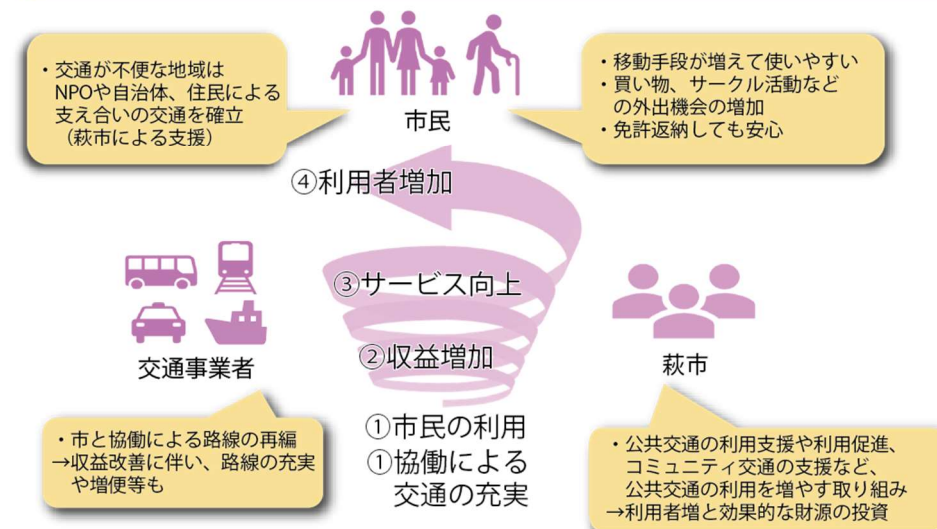 ・交通が不便な地域は
NPOや自治体、住民による
支え合いの交通を確立
（萩市による支援）
市民
・移動手段が増えて使いやすい
・買い物、サークル活動など
の外出機会の増加
・免許返納しても安心
④利用者増加
③サービス向上
②収益増加
①市民の利用
①協働による
交通の充実
交通事業者
・市と協働による路線の再編
→収益改善に伴い、路線の充実
や増便等も
萩市
・公共交通の利用支援や利用促進、
コミュニティ交通の支援など、
公共交通の利用を増やす取り組み
→利用者増と効果的な財源の投資